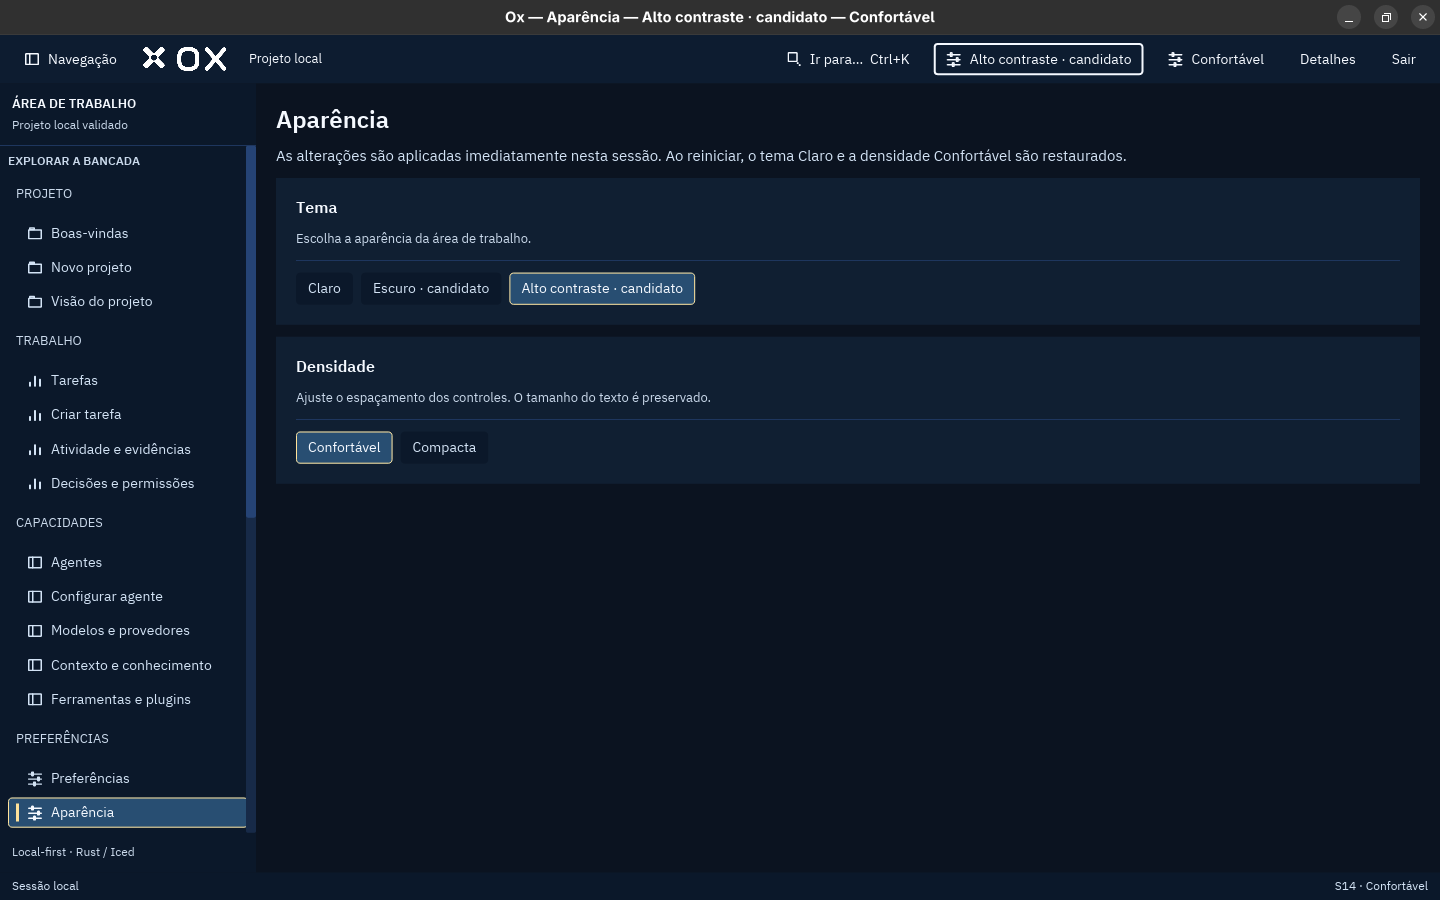 Ox — Aparência — Alto contraste · candidato — Confortável
Navegação
OX
Projeto local
Ir para... Ctrl+K
Alto contraste · candidato
Confortável
Detalhes
Sair
ÁREA DE TRABALHO
Projeto local validado
EXPLORAR A BANCADA
PROJETO
Boas-vindas
Novo projeto
Visão do projeto
TRABALHO
Tarefas
Criar tarefa
Atividade e evidências
Decisões e permissões
CAPACIDADES
Agentes
Configurar agente
Modelos e provedores
Contexto e conhecimento
Ferramentas e plugins
PREFERÊNCIAS
Preferências
Aparência
Local-first · Rust / Iced
Aparência
As alterações são aplicadas imediatamente nesta sessão. Ao reiniciar, o tema Claro e a densidade Confortável são restaurados.
Tema
Escolha a aparência da área de trabalho.
Claro
Escuro · candidato
Alto contraste · candidato
Densidade
Ajuste o espaçamento dos controles. O tamanho do texto é preservado.
Confortável
Compacta
Sessão local
S14 · Confortável